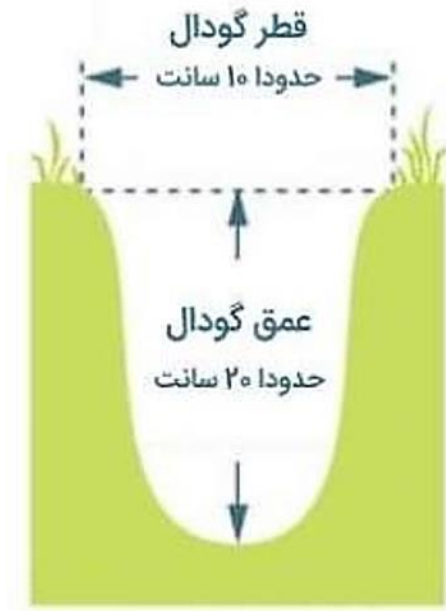 قطر گودال
حدودا ۱۰ سانت
عمق گودال
حدودا ۲۰ سانت